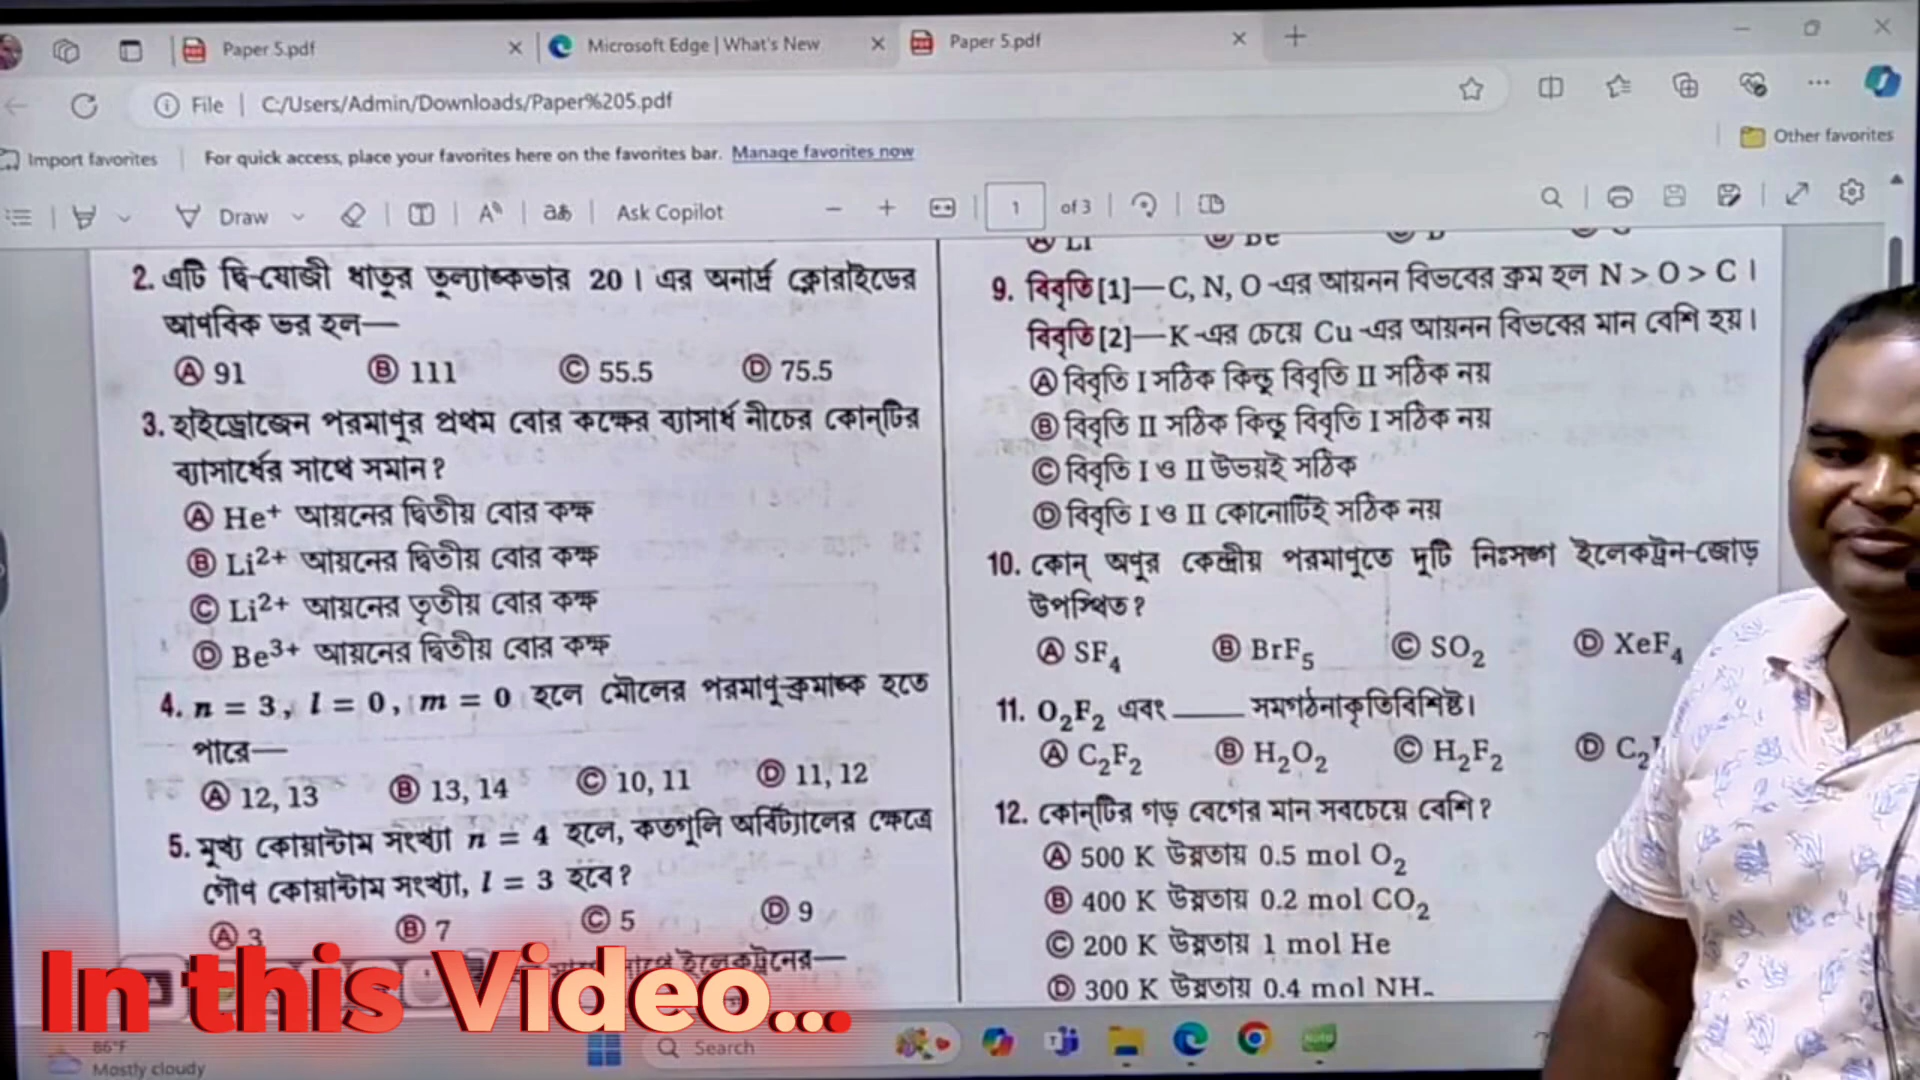 Paper 5.pdf
Microsoft Edge | What's New
Paper 5.pdf
File
C:/Users/Admin/Downloads/Paper%205.pdf
Import favorites
For quick access, place your favorites here on the favorites bar. Manage favorites now
Other favorites
Draw
Ask Copilot
1 of 3
2. এটি দ্বি-যোজী ধাতুর তুল্যাঙ্কভার 20 । এর অনার্দ্র ক্লোরাইডের
আণবিক ভর হল—
Ⓐ 91 Ⓑ 111 Ⓒ 55.5 Ⓓ 75.5
3. হাইড্রোজেন পরমাণুর প্রথম বোর কক্ষের ব্যাসার্ধ নীচের কোন্‌টির
ব্যাসার্ধের সাথে সমান ?
Ⓐ He⁺ আয়নের দ্বিতীয় বোর কক্ষ
Ⓑ Li²⁺ আয়নের দ্বিতীয় বোর কক্ষ
Ⓒ Li²⁺ আয়নের তৃতীয় বোর কক্ষ
Ⓓ Be³⁺ আয়নের দ্বিতীয় বোর কক্ষ
4. n = 3, l = 0, m = 0 হলে মৌলের পরমাণু-ক্রমাঙ্ক হতে
পারে—
Ⓐ 12, 13 Ⓑ 13, 14 Ⓒ 10, 11 Ⓓ 11, 12
5. মুখ্য কোয়ান্টাম সংখ্যা n = 4 হলে, কতগুলি অর্বিট্যালের ক্ষেত্রে
গৌণ কোয়ান্টাম সংখ্যা, l = 3 হবে ?
Ⓐ 3 Ⓑ 7 Ⓒ 5 Ⓓ 9
ইলেকট্রনের—
Ⓐ Li
9. বিবৃতি [1]—C, N, O -এর আয়নন বিভবের ক্রম হল N > O > C ।
বিবৃতি [2]—K -এর চেয়ে Cu -এর আয়নন বিভবের মান বেশি হয়।
Ⓐ বিবৃতি I সঠিক কিন্তু বিবৃতি II সঠিক নয়
Ⓑ বিবৃতি II সঠিক কিন্তু বিবৃতি I সঠিক নয়
Ⓒ বিবৃতি I ও II উভয়ই সঠিক
Ⓓ বিবৃতি I ও II কোনোটিই সঠিক নয়
10. কোন্ অণুর কেন্দ্রীয় পরমাণুতে দুটি নিঃসঙ্গ ইলেকট্রন-জোড়
উপস্থিত ?
Ⓐ SF₄ Ⓑ BrF₅ Ⓒ SO₂ Ⓓ XeF₄
11. O₂F₂ এবং _____ সমগঠনাকৃতিবিশিষ্ট।
Ⓐ C₂F₂ Ⓑ H₂O₂ Ⓒ H₂F₂ Ⓓ C₂
12. কোন্‌টির গড় বেগের মান সবচেয়ে বেশি ?
Ⓐ 500 K উষ্ণতায় 0.5 mol O₂
Ⓑ 400 K উষ্ণতায় 0.2 mol CO₂
Ⓒ 200 K উষ্ণতায় 1 mol He
Ⓓ 300 K উষ্ণতায় 0.4 mol NH
In this Video...
86°F
Mostly cloudy
Search